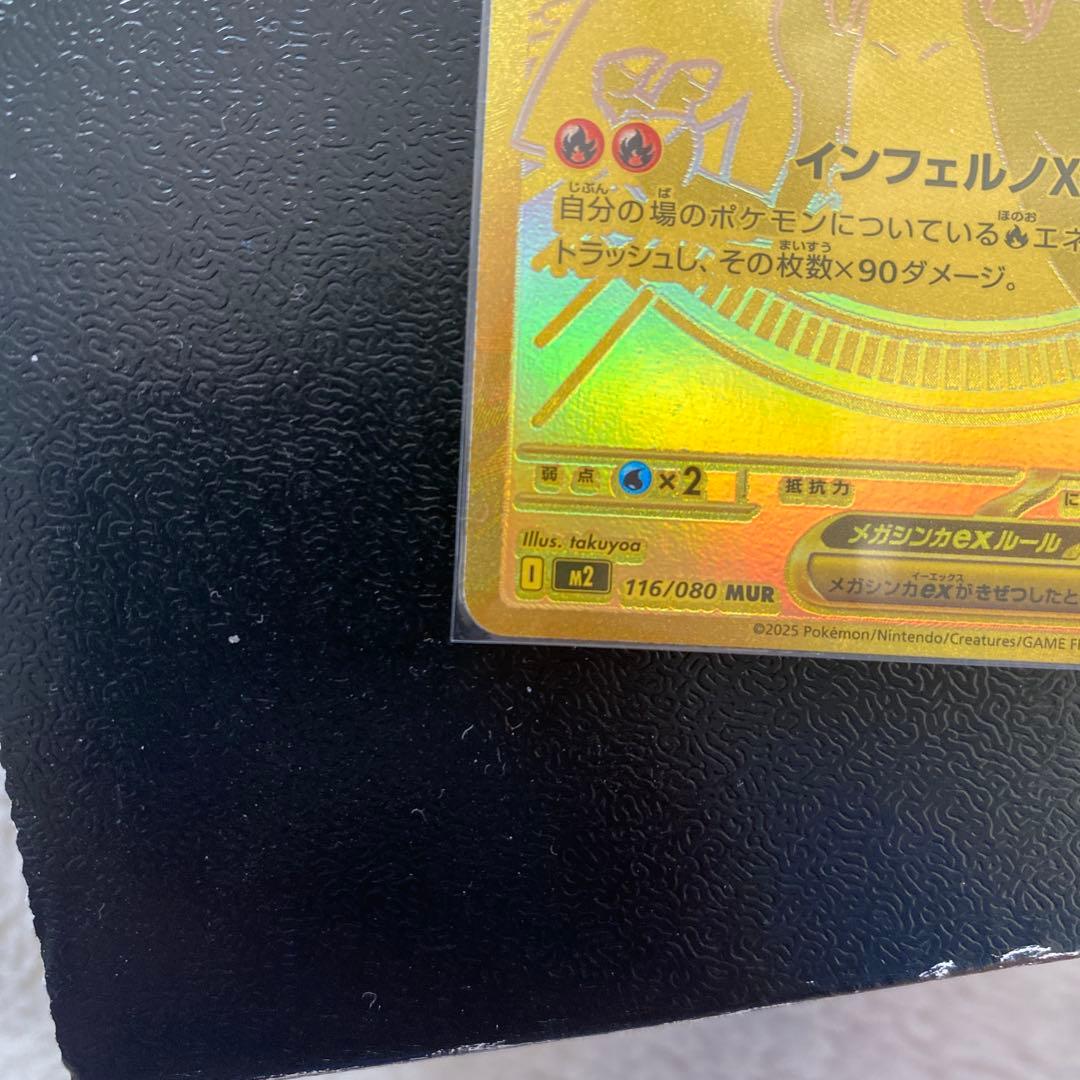 インフェルノX
自分の場のポケモンについているエネ
トラッシュし、その枚数×90ダメージ。
弱点 ×2 抵抗力 に
Illus. takuyoa
メガシンカexルール
I M2 116/080 MUR
メガシンカexがきぜつしたと
©2025 Pokémon/Nintendo/Creatures/GAME F